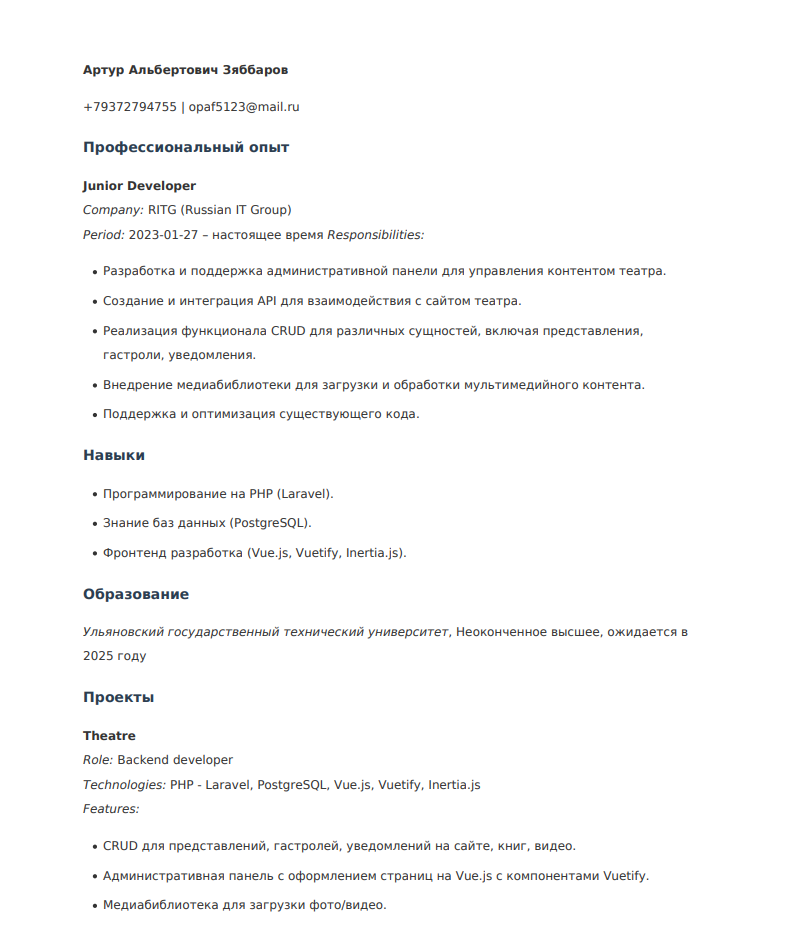 Артур Альбертович Зяббаров
+79372794755 | opaf5123@mail.ru
Профессиональный опыт
Junior Developer
Company: RITG (Russian IT Group)
Period: 2023-01-27 – настоящее время Responsibilities:
• Разработка и поддержка административной панели для управления контентом театра.
• Создание и интеграция API для взаимодействия с сайтом театра.
• Реализация функционала CRUD для различных сущностей, включая представления,
гастроли, уведомления.
• Внедрение медиабиблиотеки для загрузки и обработки мультимедийного контента.
• Поддержка и оптимизация существующего кода.
Навыки
• Программирование на PHP (Laravel).
• Знание баз данных (PostgreSQL).
• Фронтенд разработка (Vue.js, Vuetify, Inertia.js).
Образование
Ульяновский государственный технический университет, Неоконченное высшее, ожидается в
2025 году
Проекты
Theatre
Role: Backend developer
Technologies: PHP - Laravel, PostgreSQL, Vue.js, Vuetify, Inertia.js
Features:
• CRUD для представлений, гастролей, уведомлений на сайте, книг, видео.
• Административная панель с оформлением страниц на Vue.js с компонентами Vuetify.
• Медиабиблиотека для загрузки фото/видео.